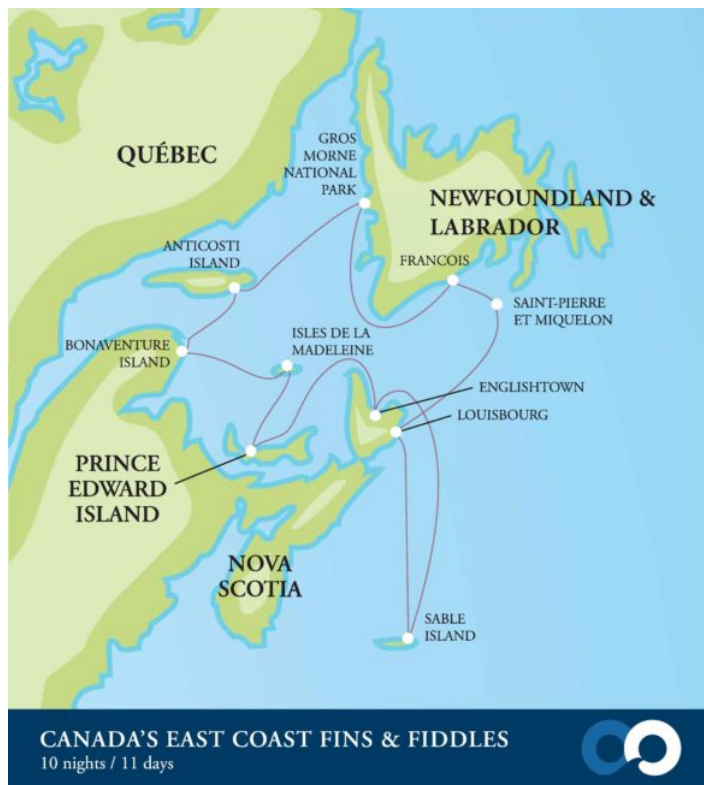 QUÉBEC
GROS
MORNE
NATIONAL
PARK
NEWFOUNDLAND &
LABRADOR
ANTICOSTI
ISLAND
FRANCOIS
SAINT-PIERRE
ET MIQUELON
BONAVENTURE
ISLAND
ISLES DE LA
MADELEINE
ENGLISHTOWN
LOUISBOURG
PRINCE
EDWARD
ISLAND
NOVA
SCOTIA
SABLE
ISLAND
CANADA'S EAST COAST FINS & FIDDLES
10 nights / 11 days